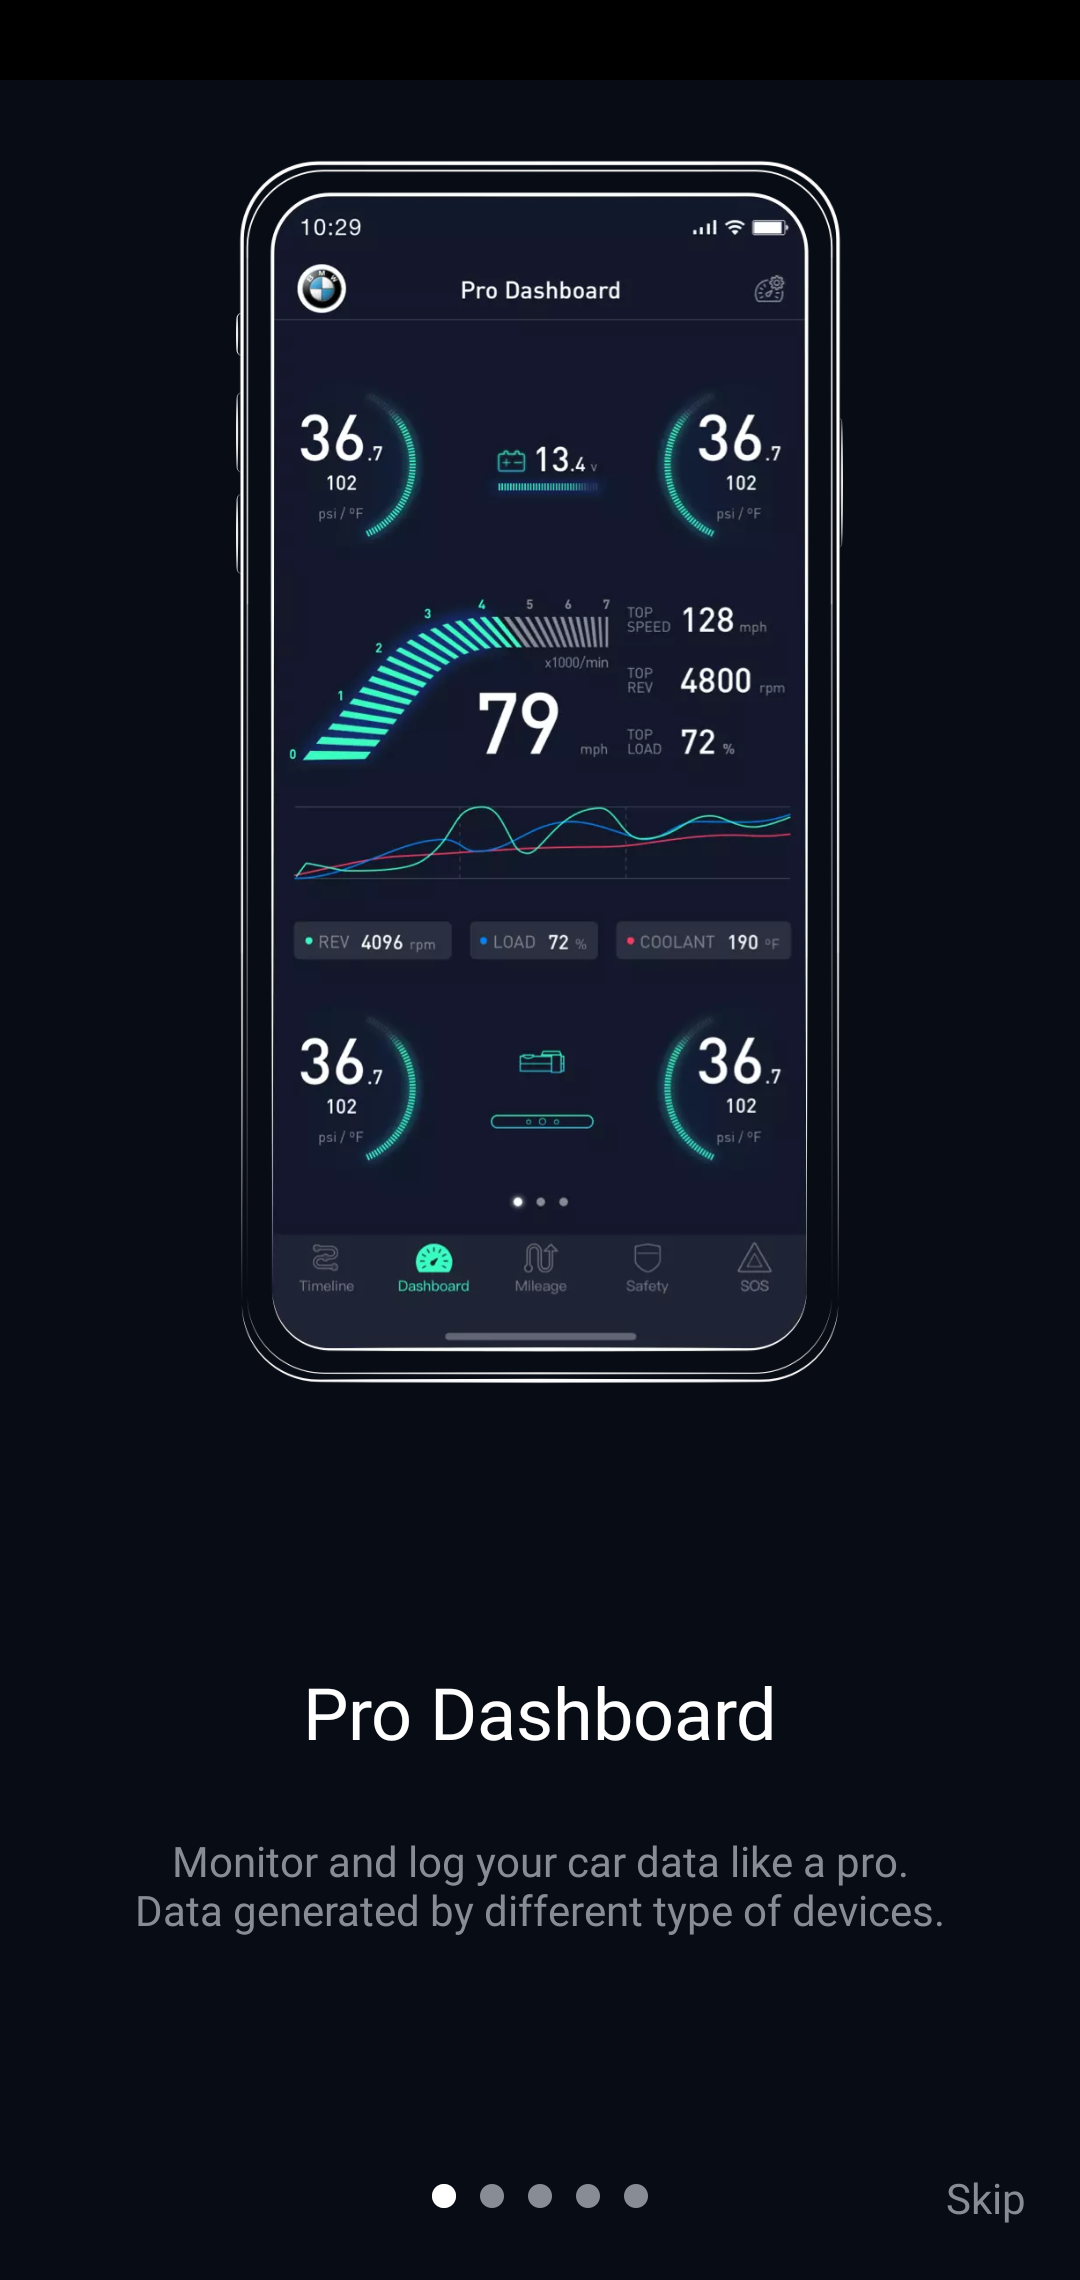 10:29
BMW
Pro Dashboard
36.7
102
psi / °F
13.4 v
36.7
102
psi / °F
0 1 2 3 4 5 6 7
x1000/min
79 mph
TOP SPEED 128 mph
TOP REV 4800 rpm
TOP LOAD 72 %
REV 4096 rpm
LOAD 72 %
COOLANT 190 °F
36.7
102
psi / °F
36.7
102
psi / °F
Timeline
Dashboard
Mileage
Safety
SOS
Pro Dashboard
Monitor and log your car data like a pro.
Data generated by different type of devices.
Skip